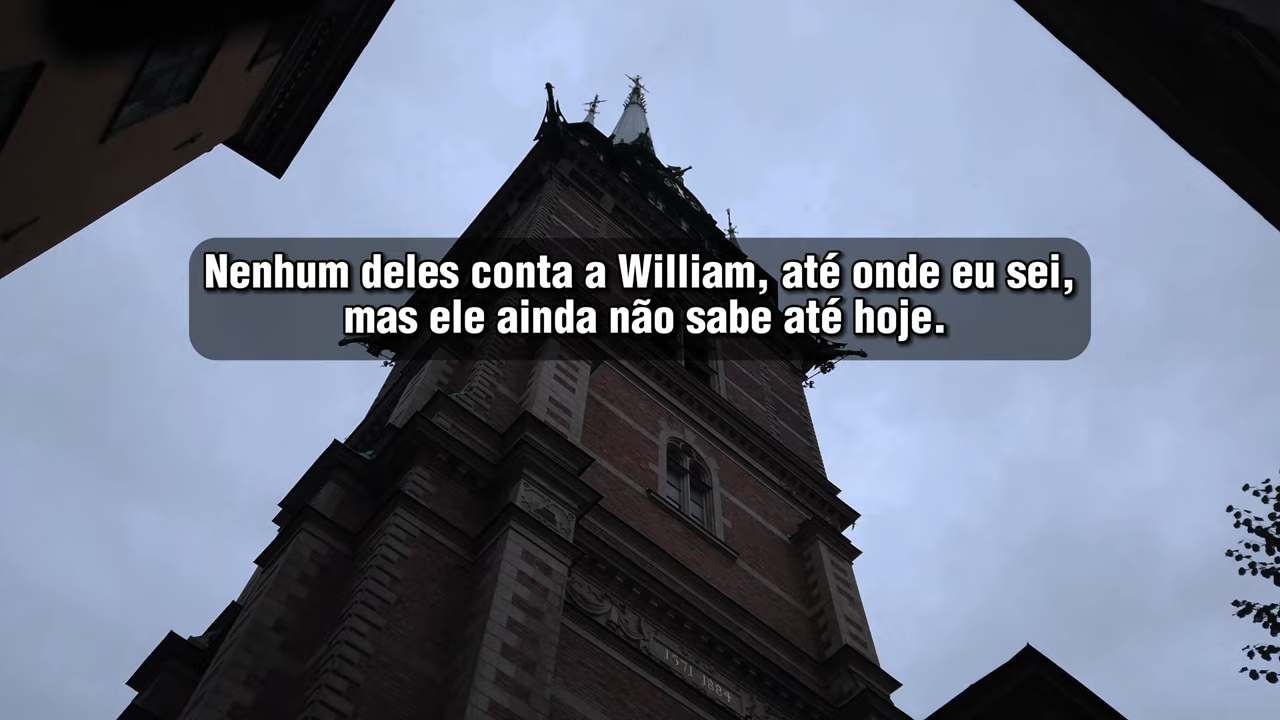 Nenhum deles conta a William, até onde eu sei,
mas ele ainda não sabe até hoje.
1571-1884